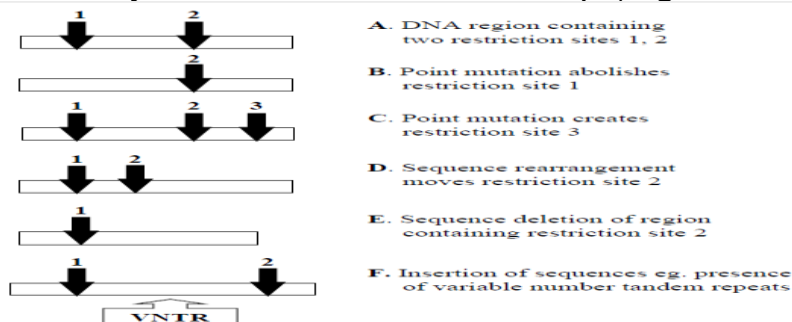 1 2
A. DNA region containing
two restriction sites 1, 2
2
B. Point mutation abolishes
restriction site 1
1 2 3
C. Point mutation creates
restriction site 3
1 2
D. Sequence rearrangement
moves restriction site 2
1
E. Sequence deletion of region
containing restriction site 2
1 2
F. Insertion of sequences eg. presence
of variable number tandem repeats
VNTR